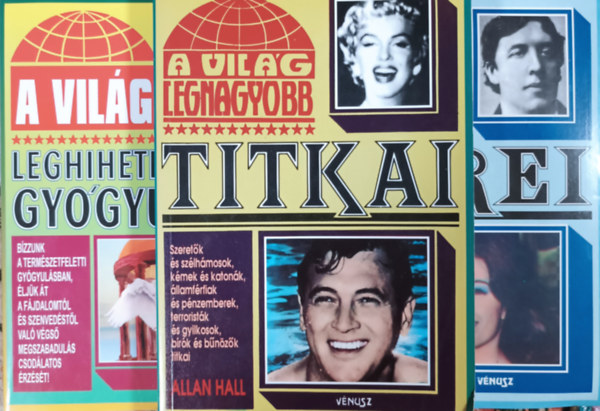 A VILÁG
LEGHIHET
GYÓGYU
BÍZZUNK
A TERMÉSZETFELETTI
GYÓGYULÁSBAN,
ÉLJÜK ÁT
A FÁJDALOMTÓL
ÉS SZENVEDÉSTŐL
VALÓ VÉGSŐ
MEGSZABADULÁS
CSODÁLATOS
ÉRZÉSÉT!
A VILÁG
LEGNAGYOBB
TITKAI
Szeretők
és szélhámosok,
kémek és katonák,
államférfiak
és pénzemberek,
terroristák
és gyilkosok,
bírók és bűnözők
titkai
ALLAN HALL
VÉNUSZ
REI
VÉNUSZ